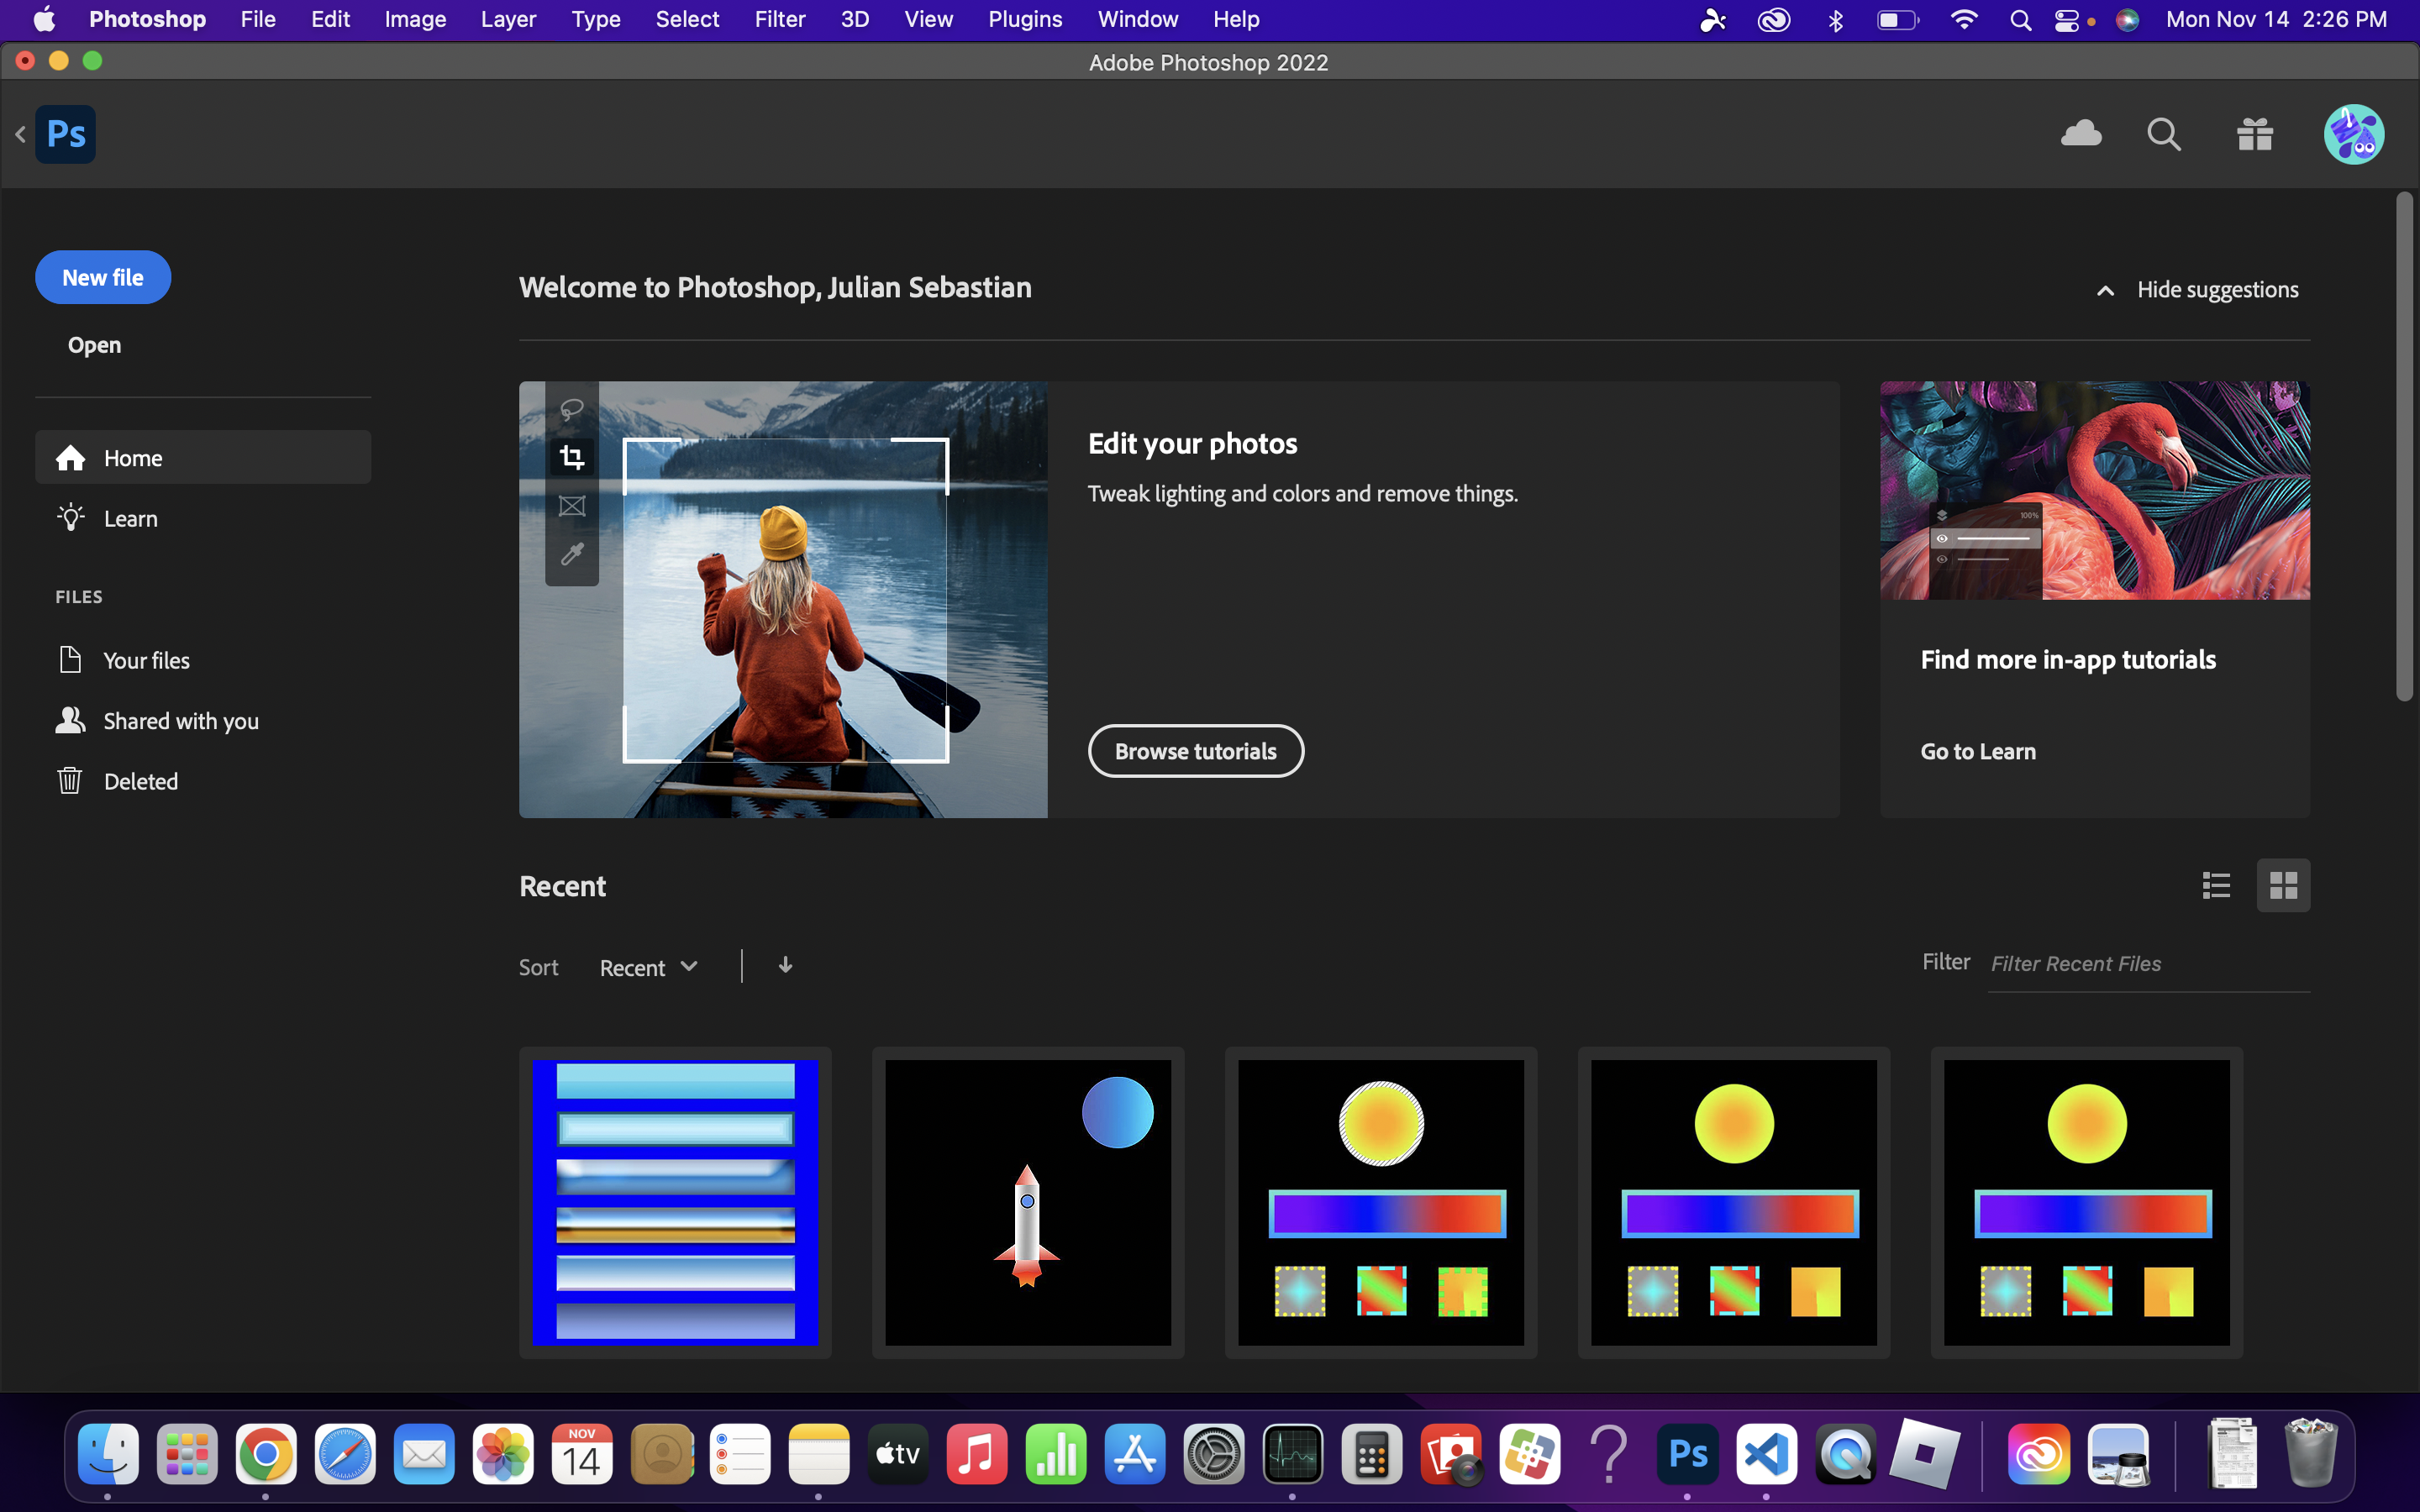 Photoshop File Edit Image Layer Type Select Filter 3D View Plugins Window Help Mon Nov 14 2:26 PM
Adobe Photoshop 2022
Ps
New file
Open
Home
Learn
FILES
Your files
Shared with you
Deleted
Welcome to Photoshop, Julian Sebastian
Hide suggestions
Edit your photos
Tweak lighting and colors and remove things.
Browse tutorials
100%
Find more in-app tutorials
Go to Learn
Recent
Sort Recent
Filter Filter Recent Files
NOV
14
tv
Ps